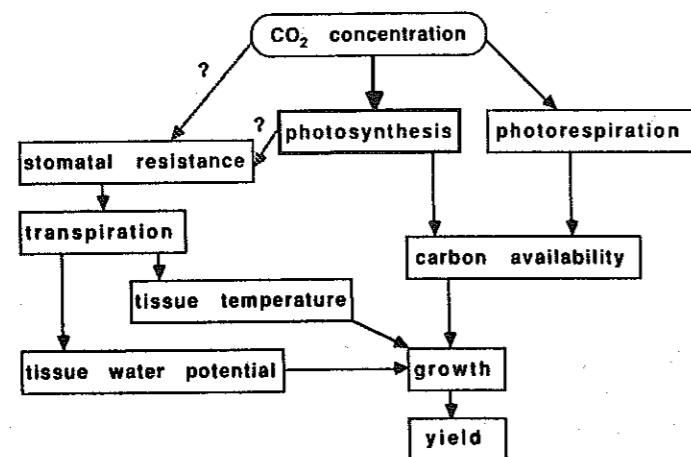 CO₂ concentration
?
?
photosynthesis
photorespiration
stomatal resistance
transpiration
carbon availability
tissue temperature
tissue water potential
growth
yield